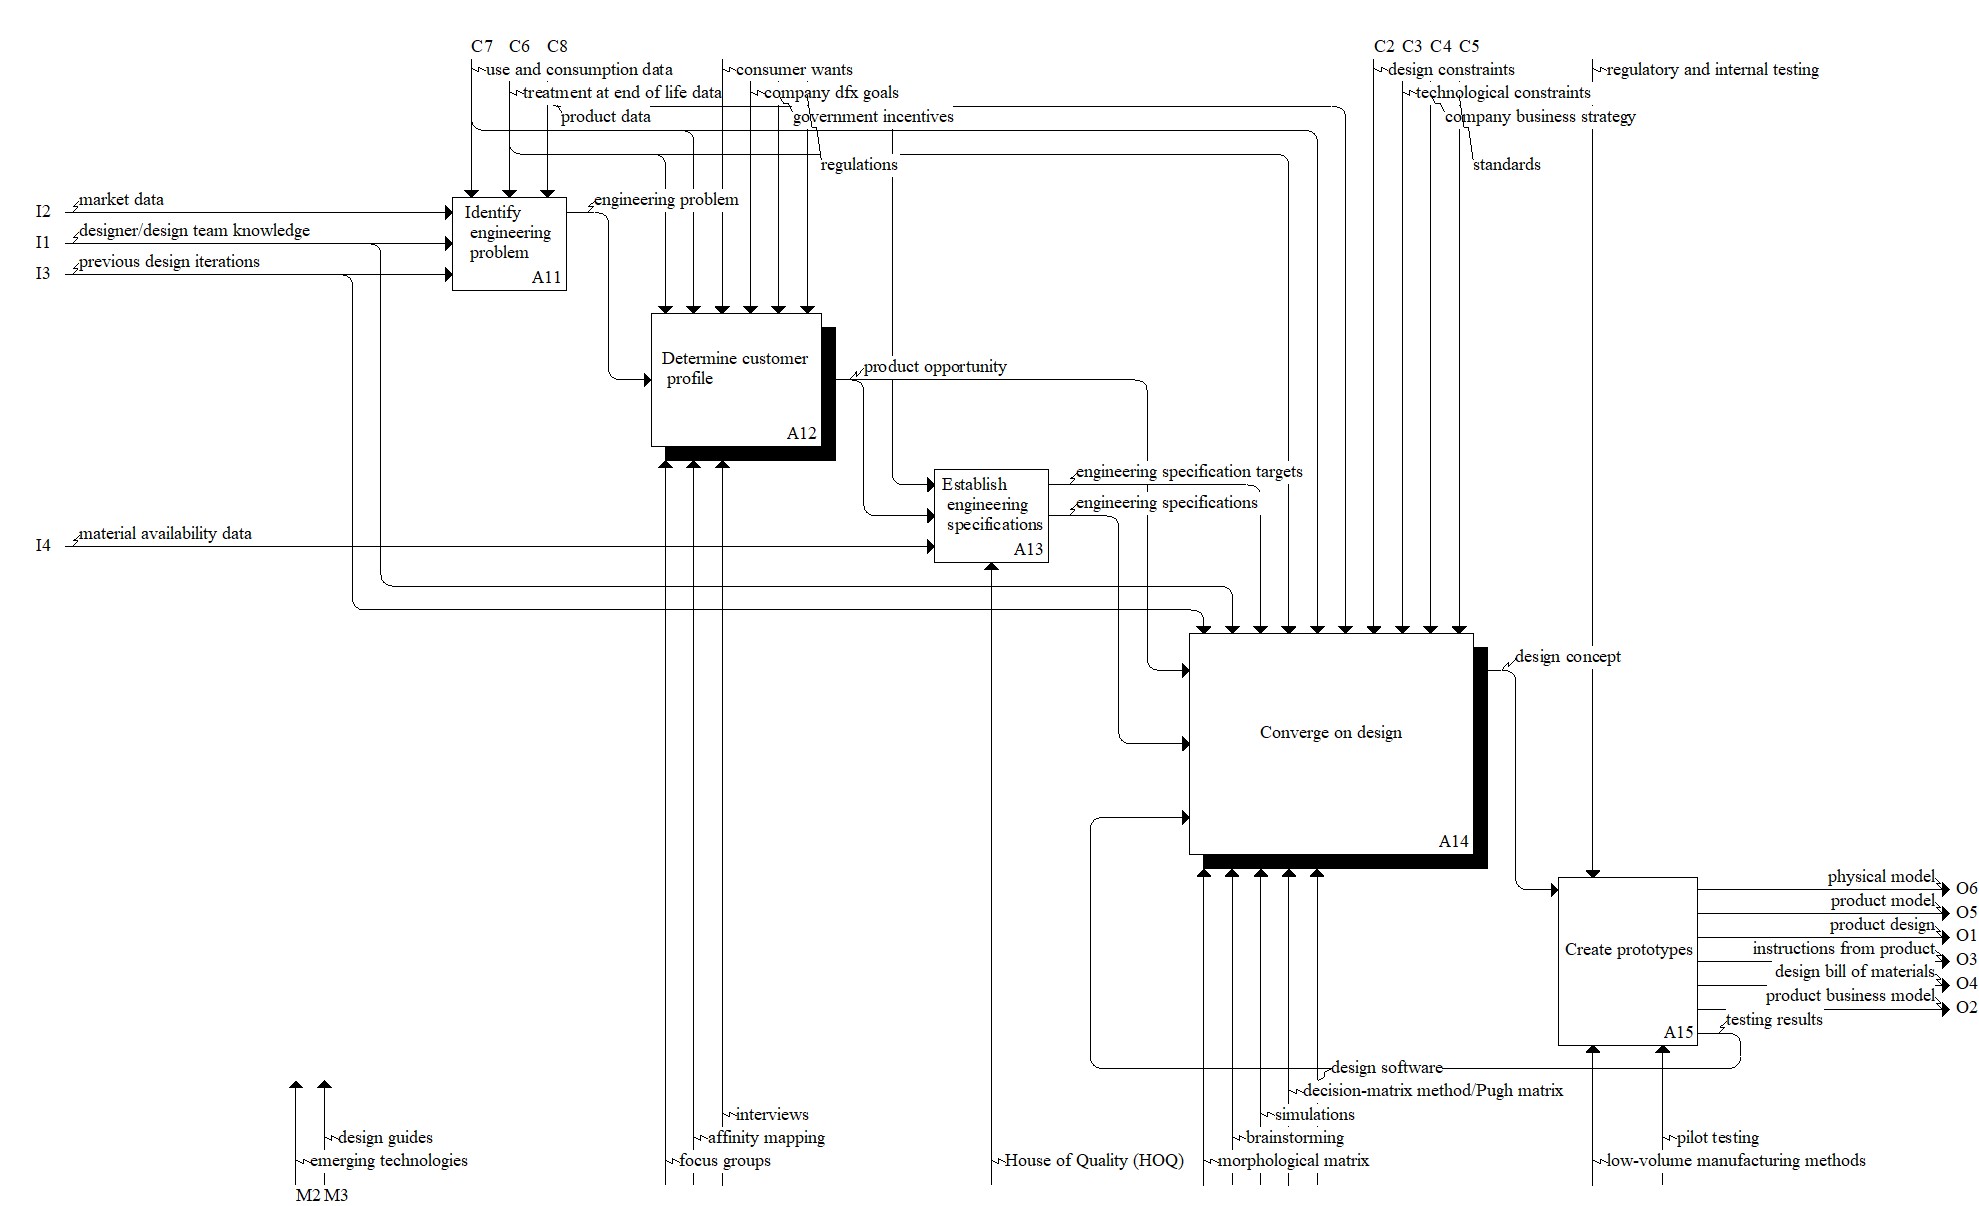 C7 C6 C8
C2 C3 C4 C5
use and consumption data
consumer wants
design constraints
regulatory and internal testing
treatment at end of life data
company dfx goals
technological constraints
product data
government incentives
company business strategy
regulations
standards
I2
market data
engineering problem
I1
designer/design team knowledge
I3
previous design iterations
Identify
engineering
problem
A11
Determine customer
profile
A12
product opportunity
engineering specification targets
engineering specifications
Establish
engineering
specifications
A13
I4
material availability data
design concept
Converge on design
A14
physical model
O6
product model
O5
product design
O1
instructions from product
O3
design bill of materials
O4
product business model
O2
testing results
Create prototypes
A15
design software
decision-matrix method/Pugh matrix
interviews
simulations
design guides
affinity mapping
brainstorming
pilot testing
emerging technologies
focus groups
House of Quality (HOQ)
morphological matrix
low-volume manufacturing methods
M2 M3